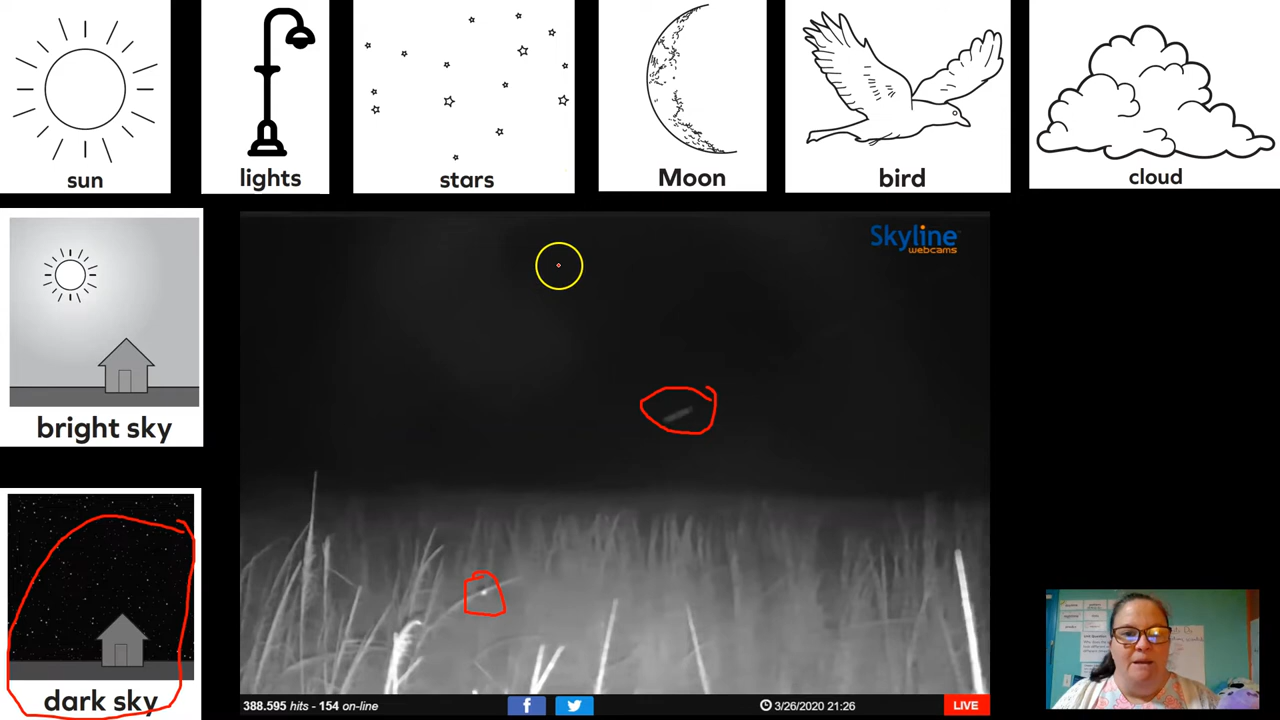 sun
lights
stars
Moon
bird
cloud
bright sky
dark sky
Skyline
webcams
388.595 hits - 154 on-line
3/26/2020 21:26
LIVE